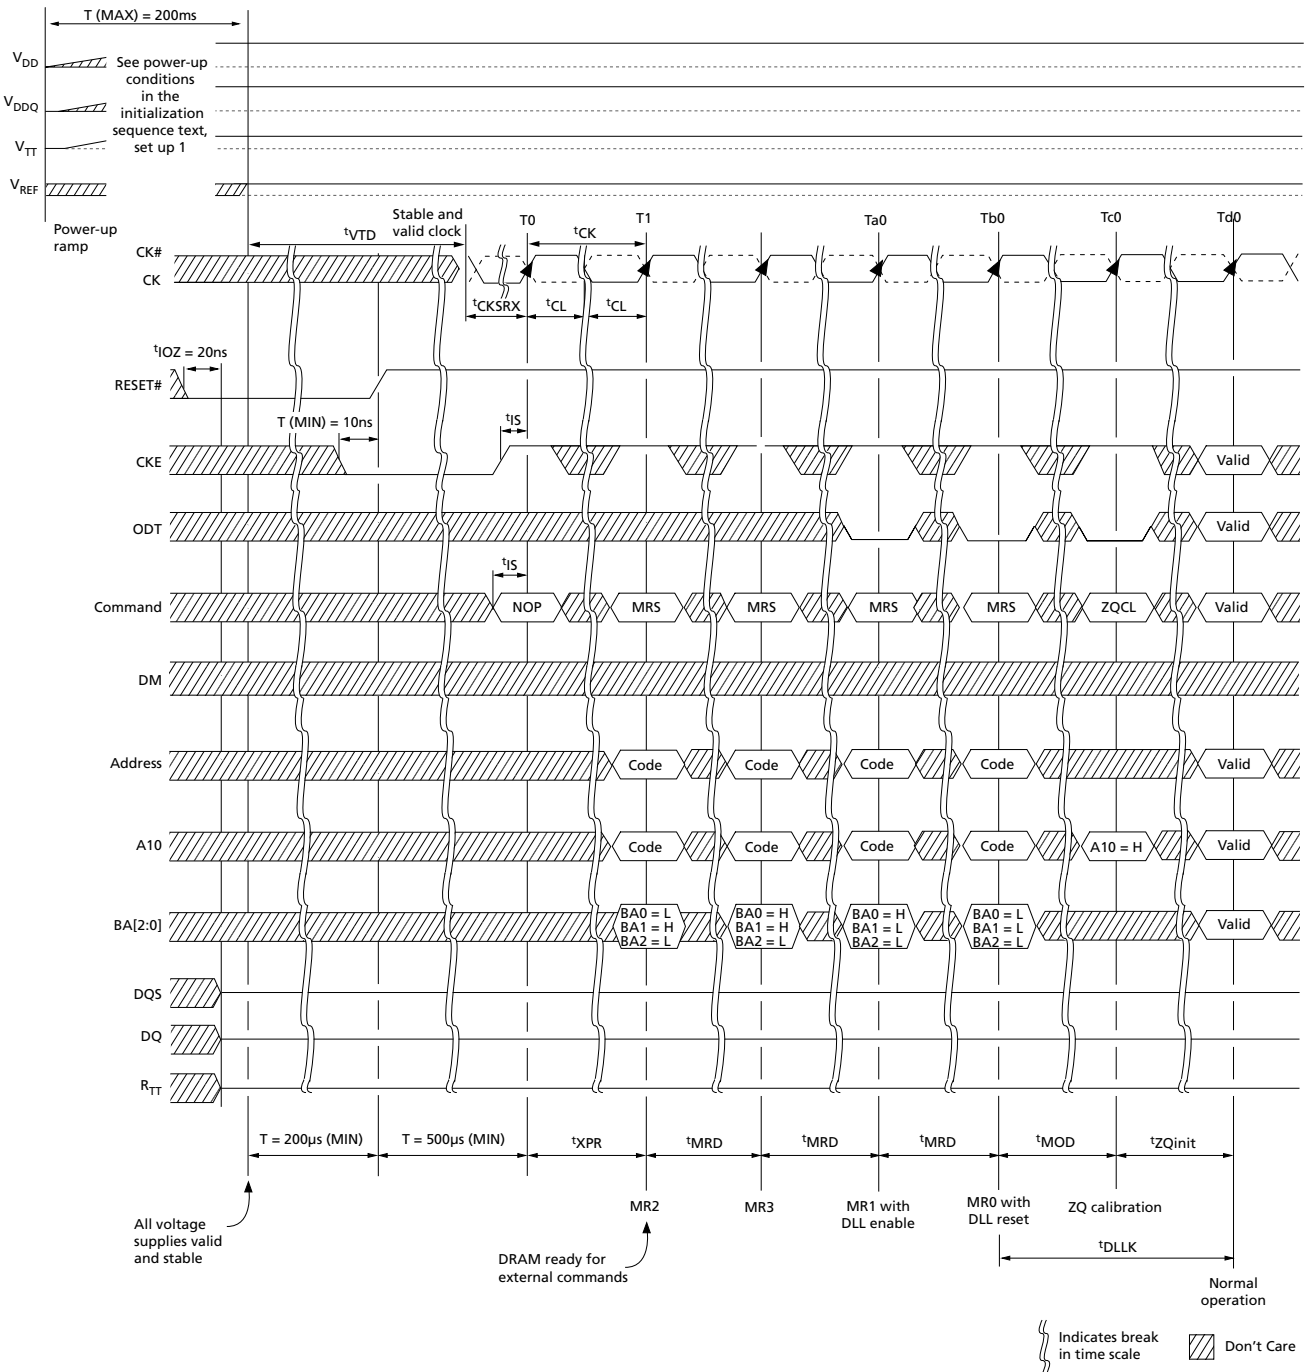 T (MAX) = 200ms
VDD
See power-up
conditions
in the
initialization
sequence text,
set up 1
VDDQ
VTT
VREF
Power-up
ramp
Stable and
valid clock
T0
T1
Ta0
Tb0
Tc0
Td0
tVTD
tCK
CK#
CK
tCKSRX
tCL
tCL
tIOZ = 20ns
RESET#
T (MIN) = 10ns
tIS
CKE
Valid
ODT
Valid
tIS
Command
NOP
MRS
MRS
MRS
MRS
ZQCL
Valid
DM
Address
Code
Code
Code
Code
Valid
A10
Code
Code
Code
Code
A10 = H
Valid
BA[2:0]
BA0 = L
BA1 = H
BA2 = L
BA0 = H
BA1 = H
BA2 = L
BA0 = H
BA1 = L
BA2 = L
BA0 = L
BA1 = L
BA2 = L
Valid
DQS
DQ
RTT
T = 200µs (MIN)
T = 500µs (MIN)
tXPR
tMRD
tMRD
tMRD
tMOD
tZQinit
All voltage
supplies valid
and stable
MR2
DRAM ready for
external commands
MR3
MR1 with
DLL enable
MR0 with
DLL reset
ZQ calibration
tDLLK
Normal
operation
Indicates break
in time scale
Don't Care